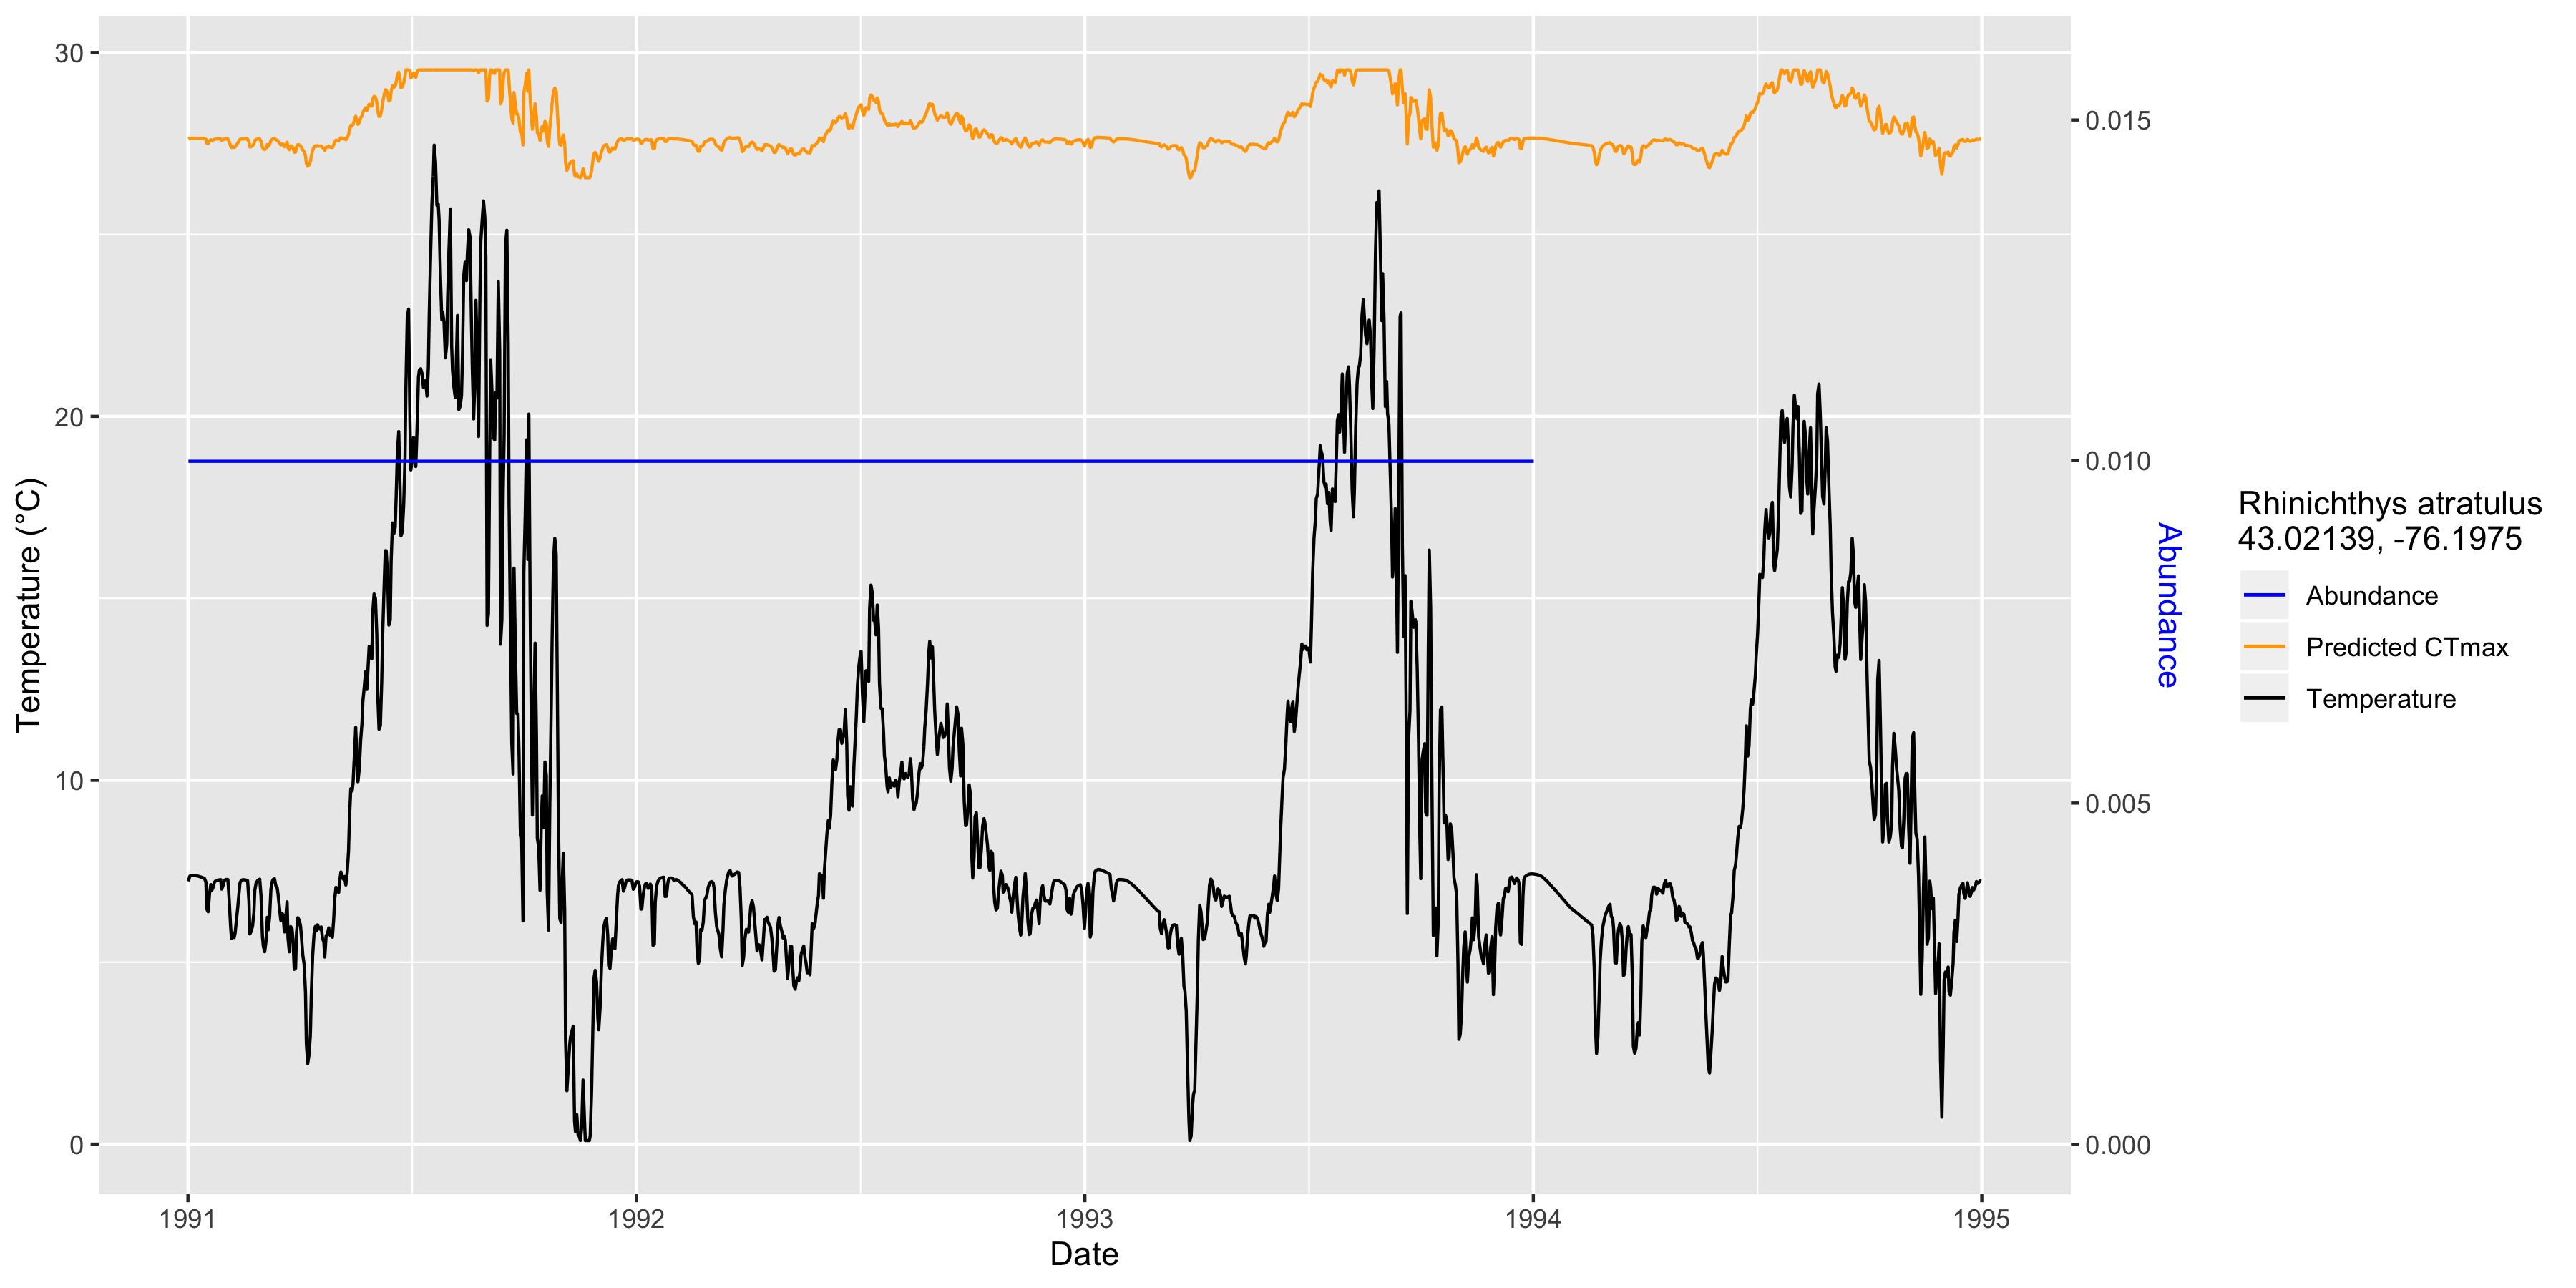 30
20
10
0
Temperature (°C)
1991
1992
1993
1994
1995
Date
0.015
0.010
0.005
0.000
Abundance
Rhinichthys atratulus
43.02139, -76.1975
Abundance
Predicted CTmax
Temperature